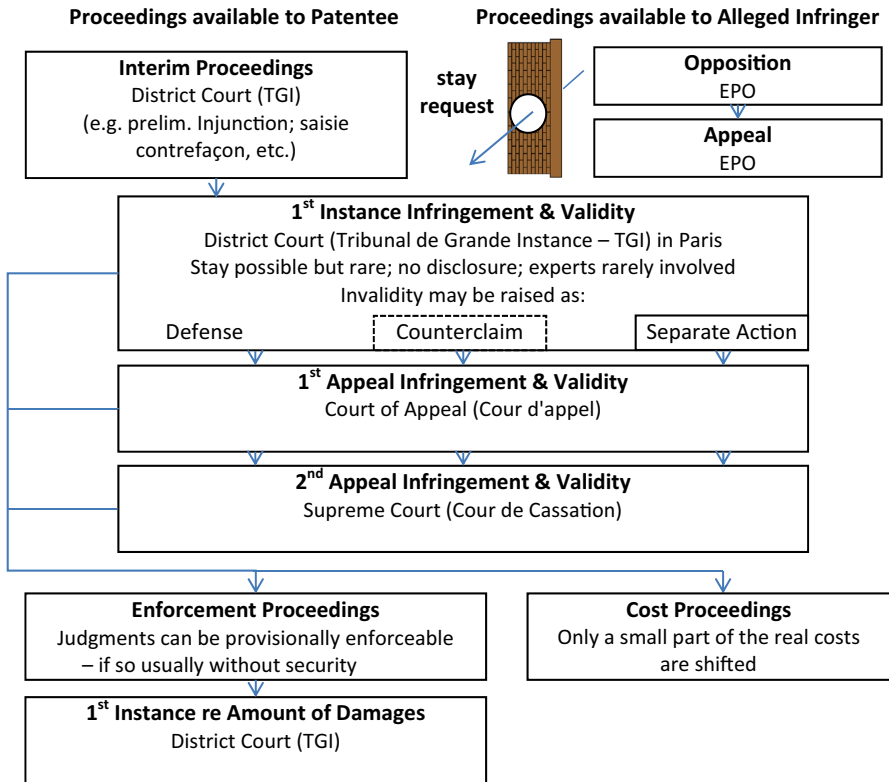 Proceedings available to Patentee
Proceedings available to Alleged Infringer
Interim Proceedings
District Court (TGI)
(e.g. prelim. Injunction; saisie
contrefaçon, etc.)
stay
request
Opposition
EPO
Appeal
EPO
1st Instance Infringement & Validity
District Court (Tribunal de Grande Instance – TGI) in Paris
Stay possible but rare; no disclosure; experts rarely involved
Invalidity may be raised as:
Defense Counterclaim Separate Action
1st Appeal Infringement & Validity
Court of Appeal (Cour d'appel)
2nd Appeal Infringement & Validity
Supreme Court (Cour de Cassation)
Enforcement Proceedings
Judgments can be provisionally enforceable
– if so usually without security
Cost Proceedings
Only a small part of the real costs
are shifted
1st Instance re Amount of Damages
District Court (TGI)